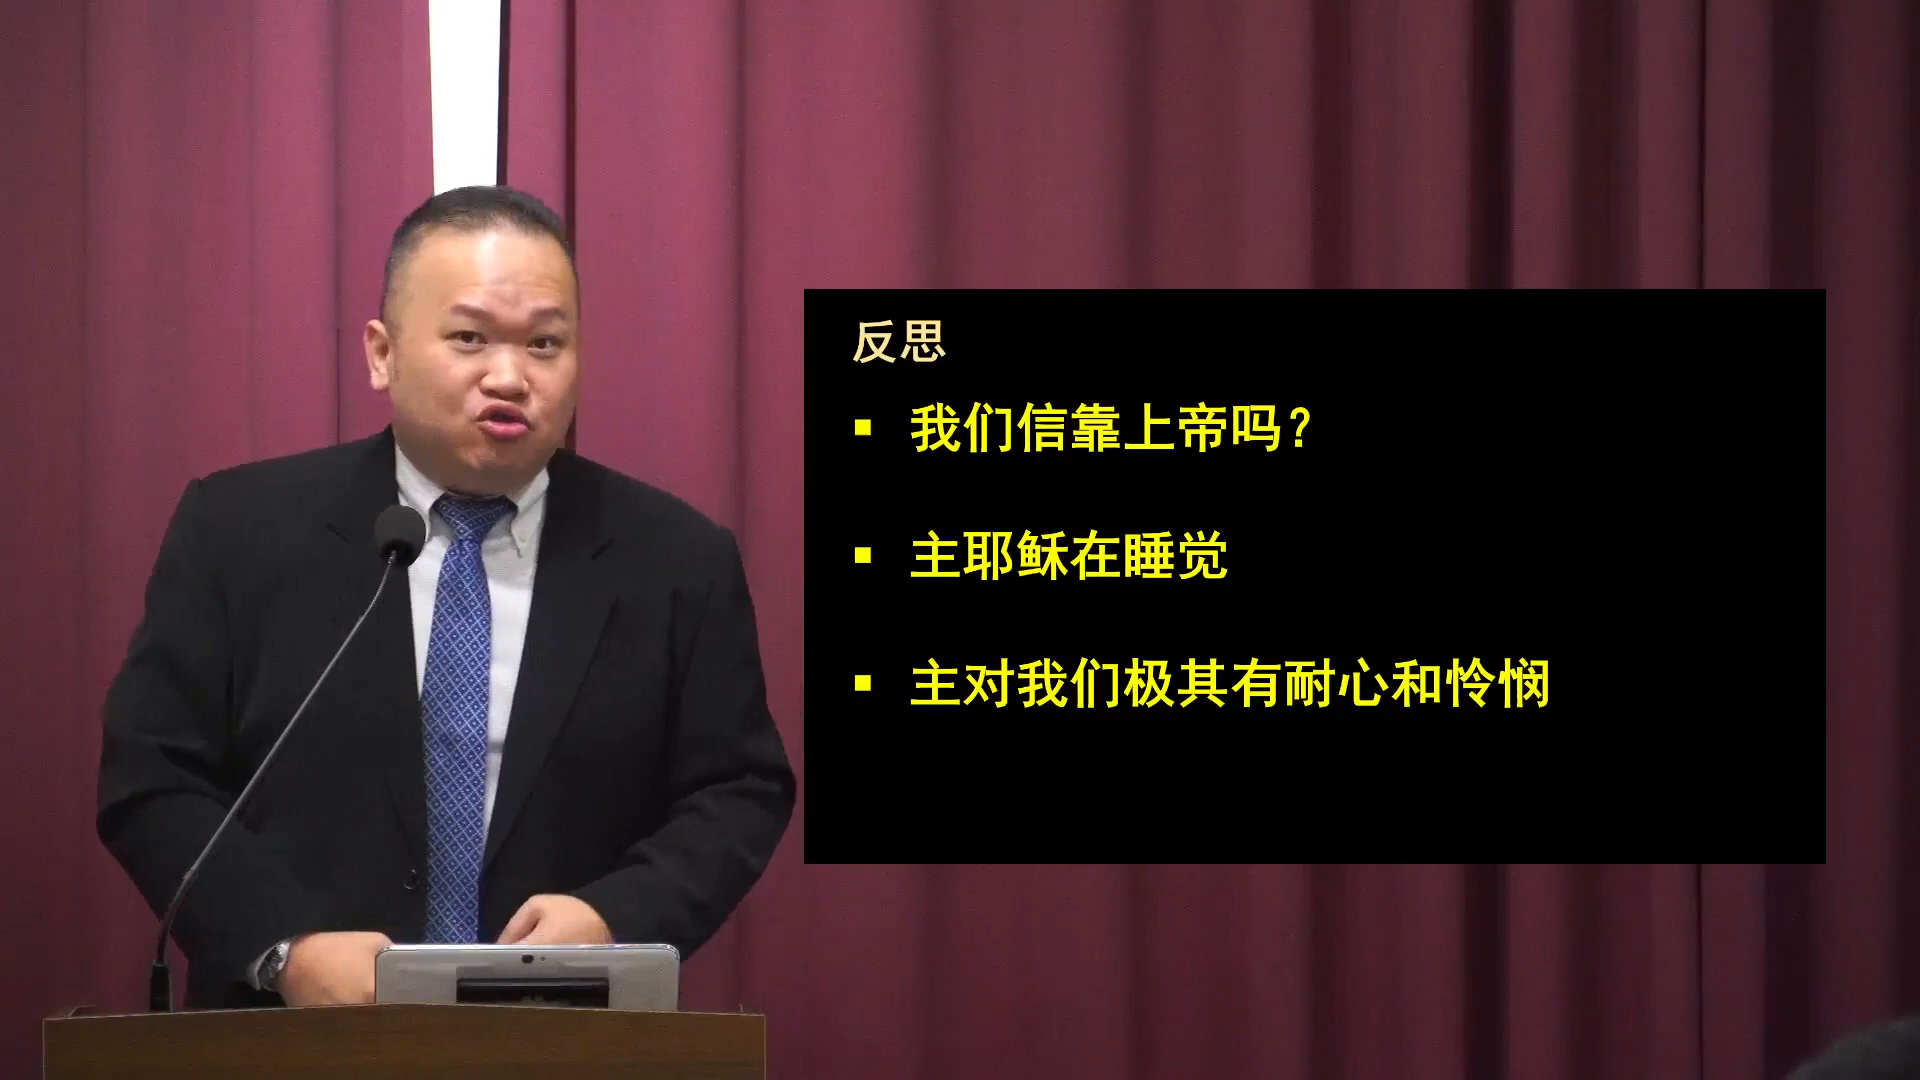 反思
▪ 我们信靠上帝吗？
▪ 主耶稣在睡觉
▪ 主对我们极其有耐心和怜悯